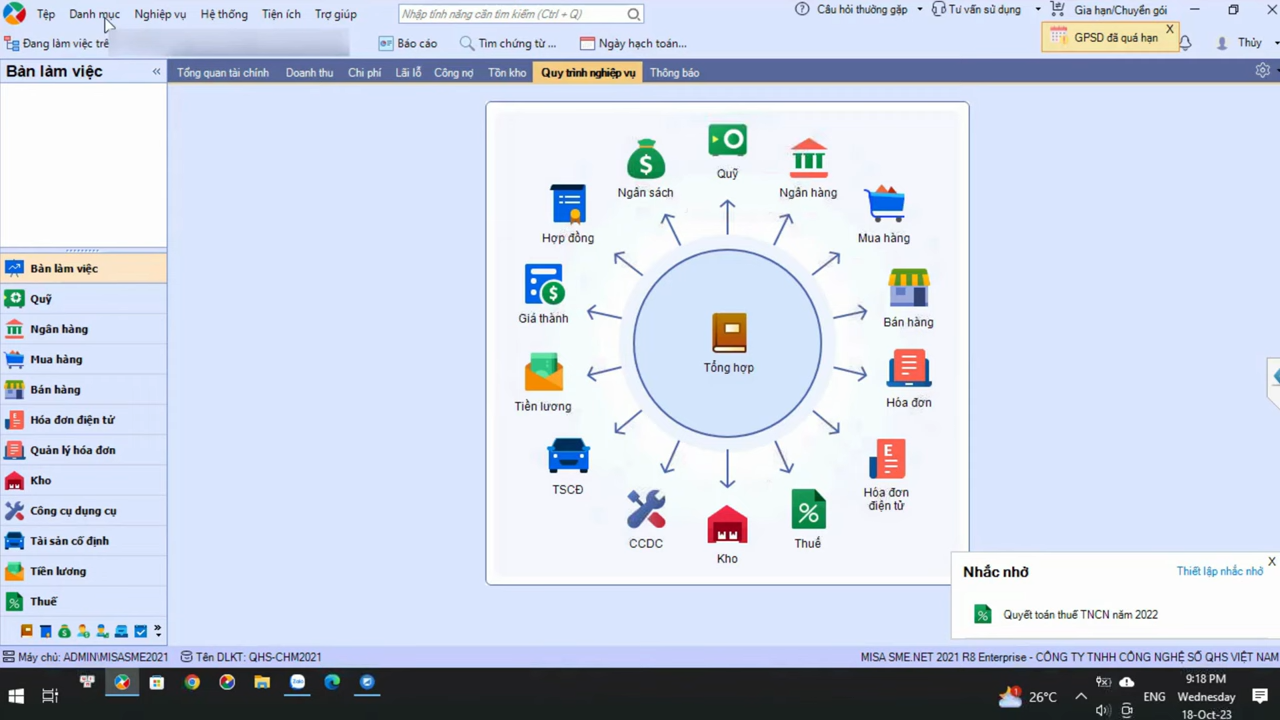 Tệp Danh mục Nghiệp vụ Hệ thống Tiện ích Trợ giúp Nhập tính năng cần tìm kiếm (Ctrl + Q) Câu hỏi thường gặp Tư vấn sử dụng Gia hạn/Chuyển gói
GPSD đã quá hạn X
Đang làm việc trê Báo cáo Tìm chứng từ ... Ngày hạch toán... Thủy
Bàn làm việc «
Tổng quan tài chính Doanh thu Chi phí Lãi lỗ Công nợ Tồn kho Quy trình nghiệp vụ Thông báo
Quỹ
Ngân sách
Ngân hàng
Hợp đồng
Mua hàng
Giá thành
Bán hàng
Tổng hợp
Tiền lương
Hóa đơn
TSCĐ
E
Hóa đơn
điện tử
CCDC
Kho
Thuế
Bàn làm việc
Quỹ
Ngân hàng
Mua hàng
Bán hàng
Hóa đơn điện tử
Quản lý hóa đơn
Kho
Công cụ dụng cụ
Tài sản cố định
Tiền lương
Thuế
X
Nhắc nhở Thiết lập nhắc nhở
Quyết toán thuế TNCN năm 2022
Máy chủ: ADMIN\MISASME2021 Tên DLKT: QHS-CHM2021 MISA SME.NET 2021 R8 Enterprise - CÔNG TY TNHH CÔNG NGHỆ SỐ QHS VIỆT NAM
Zalo
26°C
ENG
9:18 PM
Wednesday
18-Oct-23